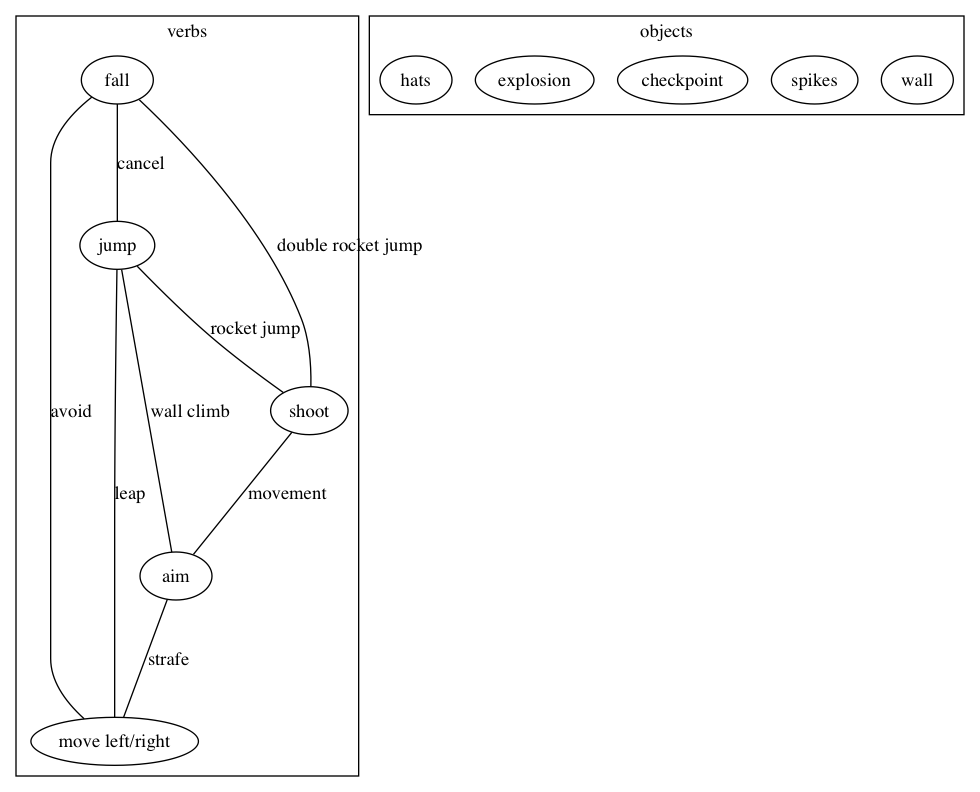 verbs
objects
fall
hats
explosion
checkpoint
spikes
wall
cancel
jump
double rocket jump
rocket jump
avoid
wall climb
shoot
leap
movement
aim
strafe
move left/right